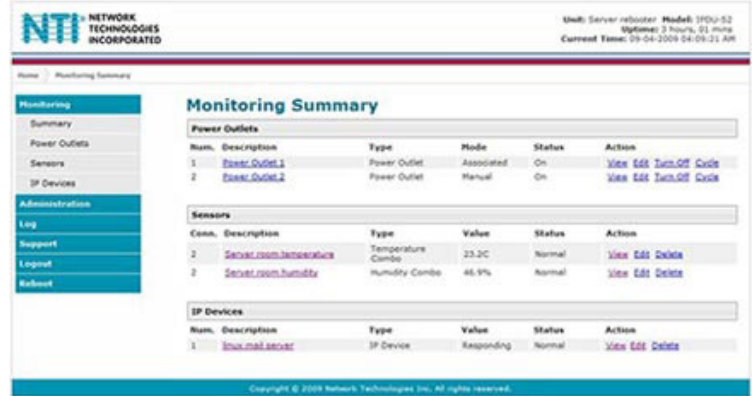 NTI
NETWORK
TECHNOLOGIES
INCORPORATED
Unit: Server rebooter Model: IPDU-S2
Uptime: 3 hours, 01 mins
Current Time: 09-04-2009 04:09:21 AM
Home Monitoring Summary
Monitoring
Summary
Power Outlets
Sensors
IP Devices
Administration
Log
Support
Logout
Reboot
Monitoring Summary
Power Outlets
Num. Description Type Mode Status Action
1 Power Outlet 1 Power Outlet Associated On View Edit Turn Off Cycle
2 Power Outlet 2 Power Outlet Manual On View Edit Turn Off Cycle
Sensors
Conn. Description Type Value Status Action
2 Server room temperature Temperature Combo 23.2C Normal View Edit Delete
2 Server room humidity Humidity Combo 46.9% Normal View Edit Delete
IP Devices
Num. Description Type Value Status Action
1 linux mail server IP Device Responding Normal View Edit Delete
Copyright © 2009 Network Technologies Inc. All rights reserved.